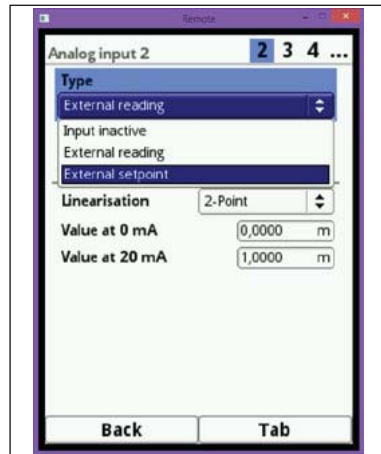 Remote
Analog input 2 2 3 4 ...
Type
External reading
Input inactive
External reading
External setpoint
Linearisation 2-Point
Value at 0 mA 0,0000 m
Value at 20 mA 1,0000 m
Back Tab